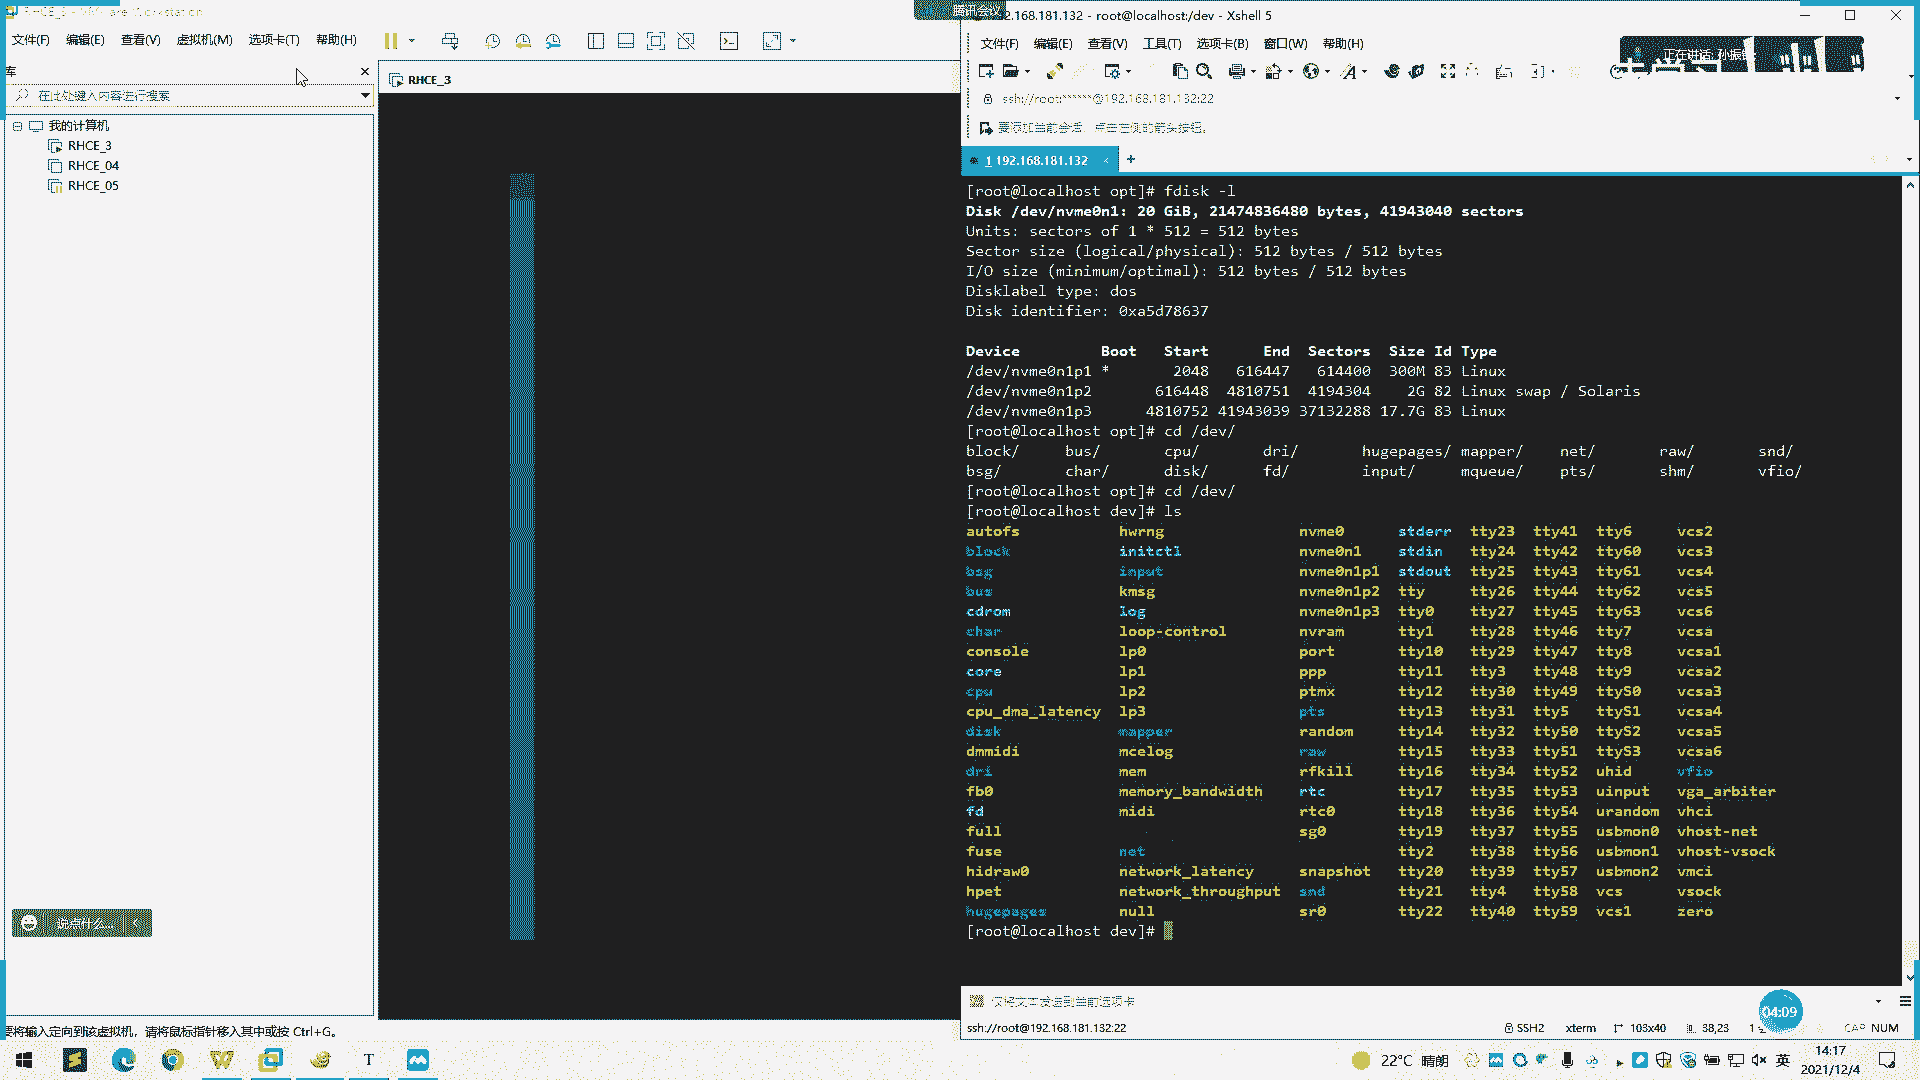 文件(F) 编辑(E) 查看(V) 虚拟机(M) 选项卡(T) 帮助(H)
库
在此处键入内容进行搜索
我的计算机
RHCE_3
RHCE_04
RHCE_05
RHCE_3
说点什么...
要将输入定向到该虚拟机，请将鼠标指针移入其中或按 Ctrl+G。
腾讯会议
.168.181.132 - root@localhost:/dev - Xshell 5
文件(F) 编辑(E) 查看(V) 工具(T) 选项卡(B) 窗口(W) 帮助(H)
正在讲话: 孙振
ssh://root:******@192.168.181.132:22
要添加当前会话，点击左侧的箭头按钮。
1 192.168.181.132
[root@localhost opt]# fdisk -l
Disk /dev/nvme0n1: 20 GiB, 21474836480 bytes, 41943040 sectors
Units: sectors of 1 * 512 = 512 bytes
Sector size (logical/physical): 512 bytes / 512 bytes
I/O size (minimum/optimal): 512 bytes / 512 bytes
Disklabel type: dos
Disk identifier: 0xa5d78637
Device Boot Start End Sectors Size Id Type
/dev/nvme0n1p1 * 2048 616447 614400 300M 83 Linux
/dev/nvme0n1p2 616448 4810751 4194304 2G 82 Linux swap / Solaris
/dev/nvme0n1p3 4810752 41943039 37132288 17.7G 83 Linux
[root@localhost opt]# cd /dev/
block/ bus/ cpu/ dri/ hugepages/ mapper/ net/ raw/ snd/
bsg/ char/ disk/ fd/ input/ mqueue/ pts/ shm/ vfio/
[root@localhost opt]# cd /dev/
[root@localhost dev]# ls
autofs hwrng nvme0 stderr tty23 tty41 tty6 vcs2
block initctl nvme0n1 stdin tty24 tty42 tty60 vcs3
bsg input nvme0n1p1 stdout tty25 tty43 tty61 vcs4
bus kmsg nvme0n1p2 tty tty26 tty44 tty62 vcs5
cdrom log nvme0n1p3 tty0 tty27 tty45 tty63 vcs6
char loop-control nvram tty1 tty28 tty46 tty7 vcsa
console lp0 port tty10 tty29 tty47 tty8 vcsa1
core lp1 ppp tty11 tty3 tty48 tty9 vcsa2
cpu lp2 ptmx tty12 tty30 tty49 ttyS0 vcsa3
cpu_dma_latency lp3 pts tty13 tty31 tty5 ttyS1 vcsa4
disk mapper random tty14 tty32 tty50 ttyS2 vcsa5
dmmidi mcelog raw tty15 tty33 tty51 ttyS3 vcsa6
dri mem rfkill tty16 tty34 tty52 uhid vfio
fb0 memory_bandwidth rtc tty17 tty35 tty53 uinput vga_arbiter
fd midi rtc0 tty18 tty36 tty54 urandom vhci
full sg0 tty19 tty37 tty55 usbmon0 vhost-net
fuse net tty2 tty38 tty56 usbmon1 vhost-vsock
hidraw0 network_latency snapshot tty20 tty39 tty57 usbmon2 vmci
hpet network_throughput snd tty21 tty4 tty58 vcs vsock
hugepages null sr0 tty22 tty40 tty59 vcs1 zero
[root@localhost dev]#
仅将文本发送到当前选项卡
04:09
ssh://root@192.168.181.132:22 SSH2 xterm 103x40 38,23 1 CAP NUM
22°C 晴朗 英 14:17
2021/12/4